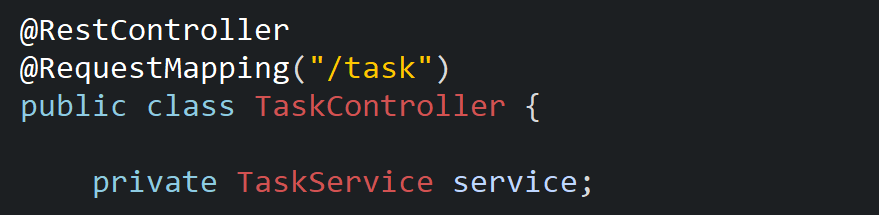 @RestController
@RequestMapping("/task")
public class TaskController {
private TaskService service;